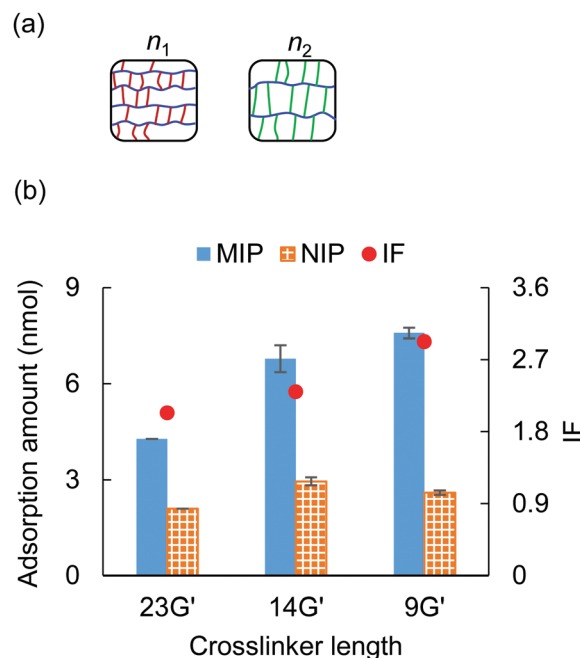 (a)
n1 n2
(b)
MIP NIP IF
9 3.6
6 2.7
1.8
3 0.9
0 0
Adsorption amount (nmol)
IF
23G' 14G' 9G'
Crosslinker length